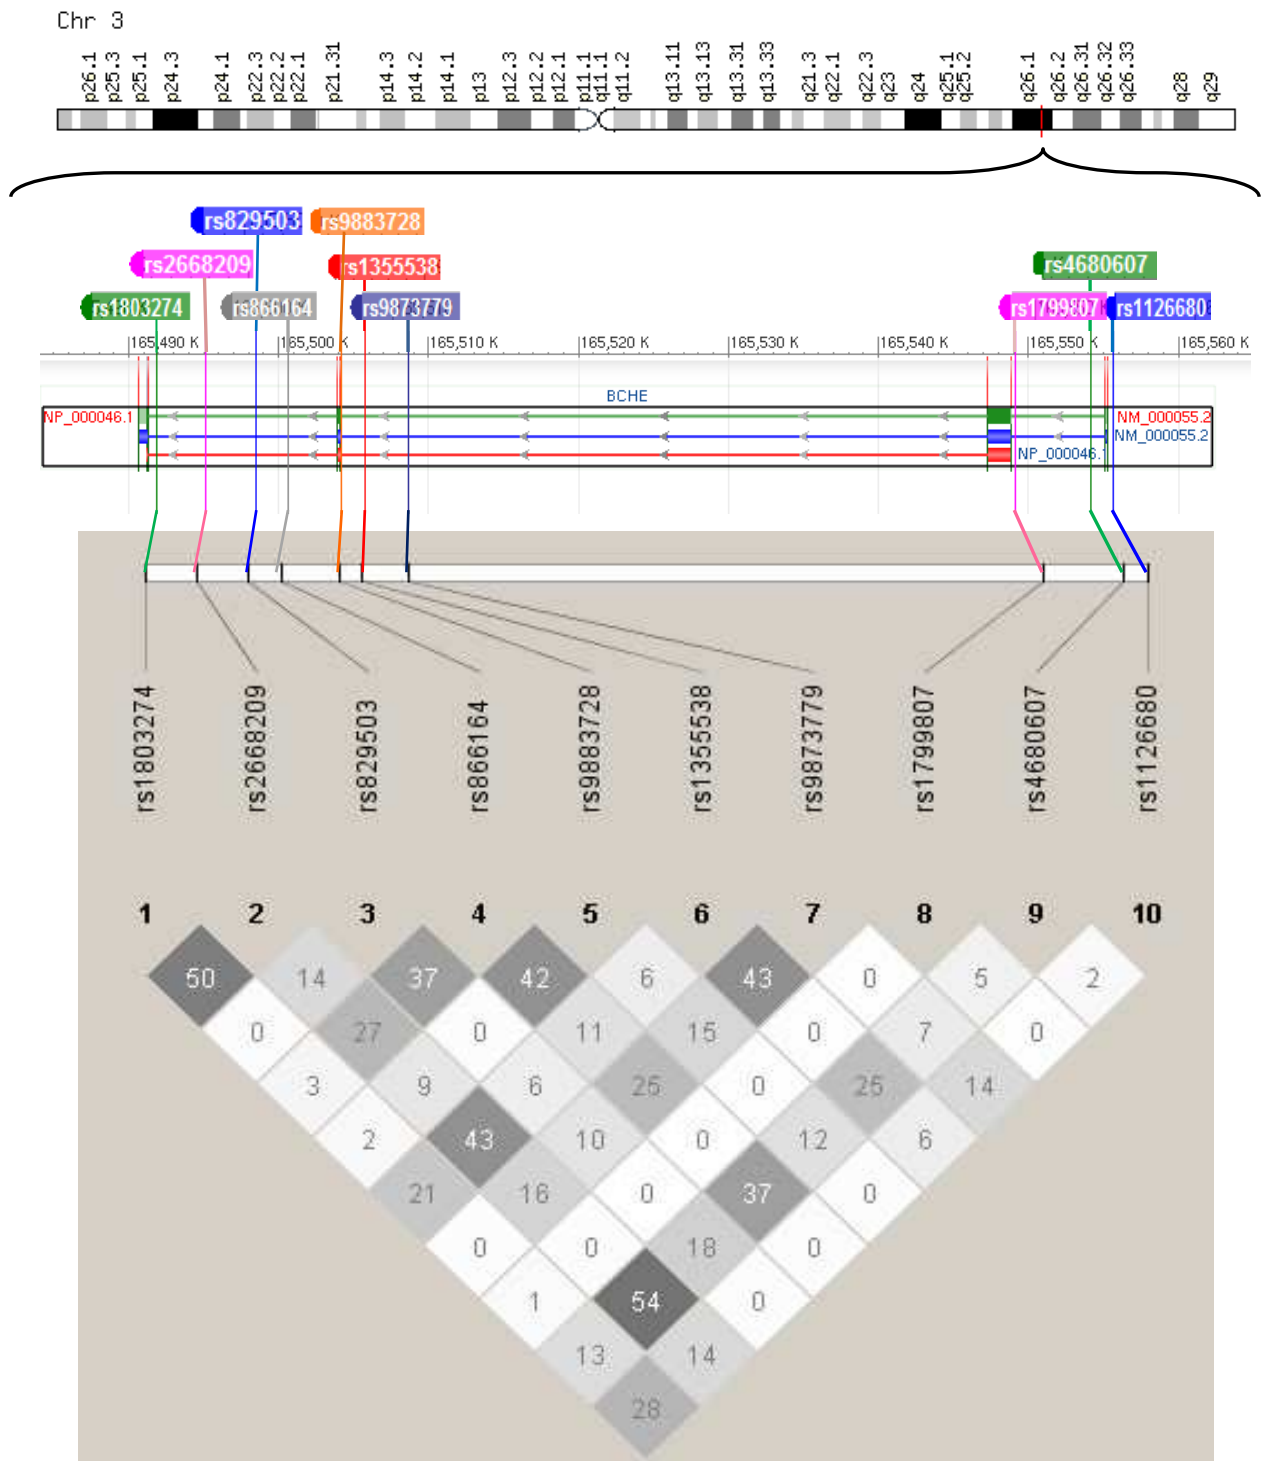 Chr 3
p26.1 p25.3 p25.1 p24.3 p24.1 p22.3 p22.2 p22.1 p21.31 p14.3 p14.2 p14.1 p13 p12.3 p12.2 p12.1 p11.1 q11.1 q11.2 q13.11 q13.13 q13.31 q13.33 q21.3 q22.1 q22.3 q23 q24 q25.1 q25.2 q26.1 q26.2 q26.31 q26.32 q26.33 q28 q29
rs829503 rs9883728
rs2668209 rs1355538 rs4680607
rs1803274 rs866164 rs9873779 rs1799807 rs1126680
165,490 K 165,500 K 165,510 K 165,520 K 165,530 K 165,540 K 165,550 K 165,560 K
BCHE
NP_000046.1 NM_000055.2
NM_000055.2
NP_000046.1
rs1803274 rs2668209 rs829503 rs866164 rs9883728 rs1355538 rs9873779 rs1799807 rs4680607 rs1126680
1 2 3 4 5 6 7 8 9 10
50 14 37 42 6 43 0 5 2
0 27 0 11 15 0 7 0
3 9 6 25 0 25 14
2 43 10 0 12 6
21 16 0 37 0
0 0 18 0
1 54 0
13 14
28